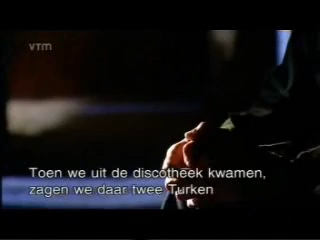 vtm
Toen we uit de discotheek kwamen,
zagen we daar twee Turken